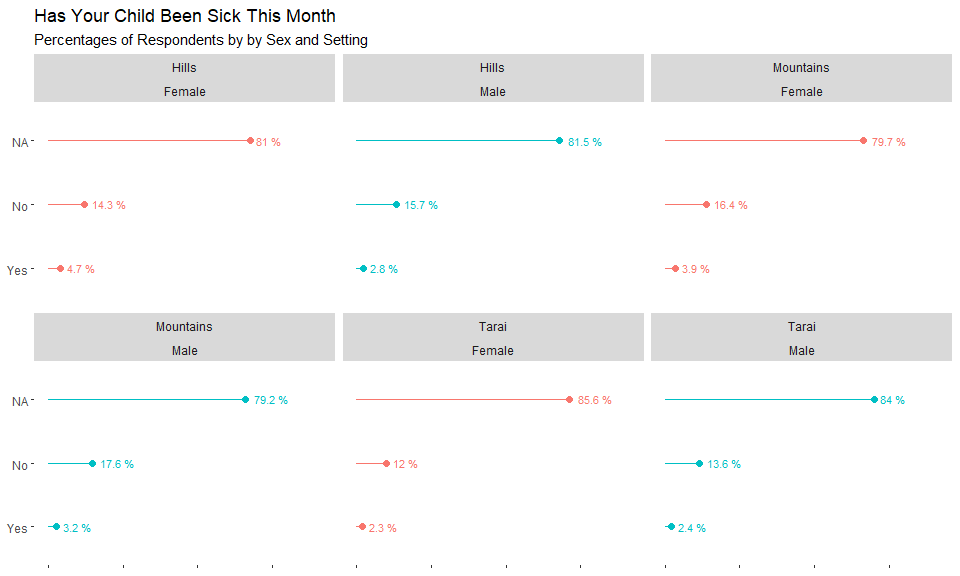 Has Your Child Been Sick This Month
Percentages of Respondents by by Sex and Setting
Hills
Female
Hills
Male
Mountains
Female
NA
81 %
81.5 %
79.7 %
No
14.3 %
15.7 %
16.4 %
Yes
4.7 %
2.8 %
3.9 %
Mountains
Male
Tarai
Female
Tarai
Male
NA
79.2 %
85.6 %
84 %
No
17.6 %
12 %
13.6 %
Yes
3.2 %
2.3 %
2.4 %